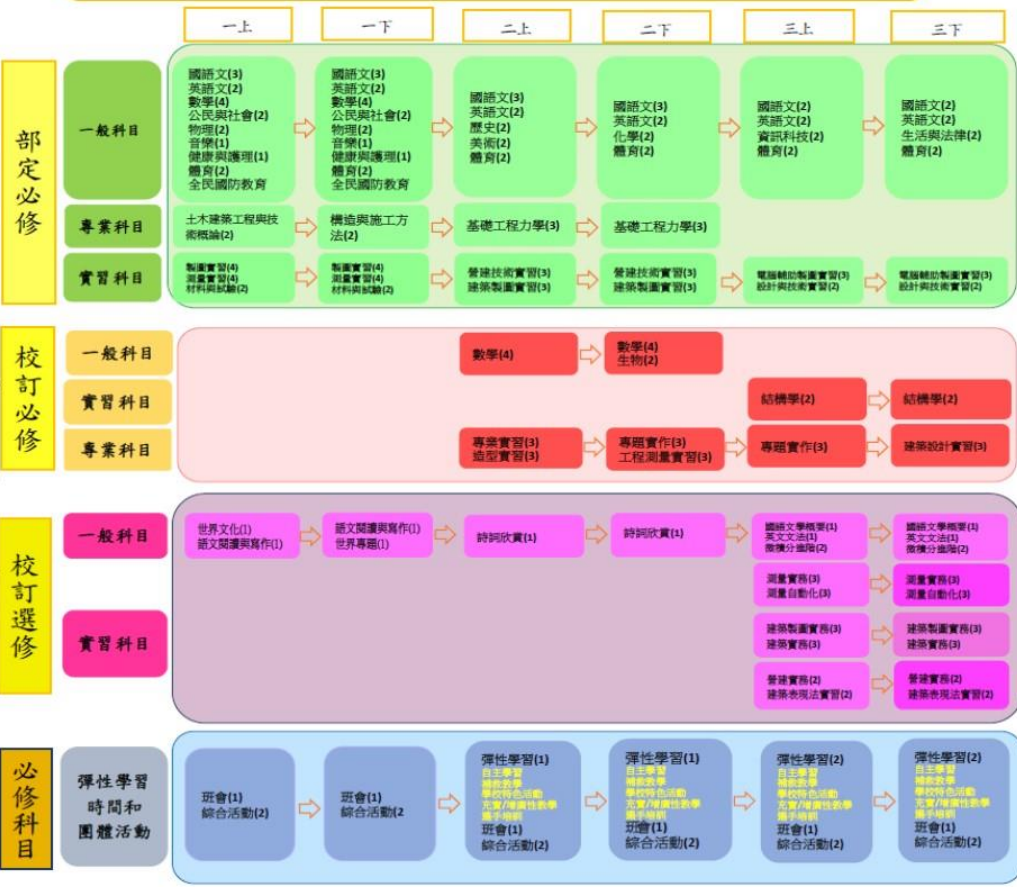 一上
一下
二上
二下
三上
三下
部定必修
一般科目
國語文(3)
英語文(2)
數學(4)
公民與社會(2)
物理(2)
音樂(1)
健康與護理(1)
體育(2)
全民國防教育
國語文(3)
英語文(2)
數學(4)
公民與社會(2)
物理(2)
音樂(1)
健康與護理(1)
體育(2)
全民國防教育
國語文(3)
英語文(2)
歷史(2)
美術(2)
體育(2)
國語文(3)
英語文(2)
化學(2)
體育(2)
國語文(2)
英語文(2)
資訊科技(2)
體育(2)
國語文(2)
英語文(2)
生活與法律(2)
體育(2)
專業科目
土木建築工程與技
術概論(2)
構造與施工方
法(2)
基礎工程力學(3)
基礎工程力學(3)
實習科目
製圖實習(4)
測量實習(4)
材料與試驗(2)
製圖實習(4)
測量實習(4)
材料與試驗(2)
營建技術實習(3)
建築製圖實習(3)
營建技術實習(3)
建築製圖實習(3)
電腦輔助製圖實習(3)
設計與技術實習(2)
電腦輔助製圖實習(3)
設計與技術實習(2)
校訂必修
一般科目
數學(4)
數學(4)
生物(2)
實習科目
結構學(2)
結構學(2)
專業科目
專業實習(3)
造型實習(3)
專題實作(3)
工程測量實習(3)
專題實作(3)
建築設計實習(3)
校訂選修
一般科目
世界文化(1)
語文閱讀與寫作(1)
語文閱讀與寫作(1)
世界專題(1)
詩詞欣賞(1)
詩詞欣賞(1)
國語文學概要(1)
英文文法(1)
微積分進階(2)
國語文學概要(1)
英文文法(1)
微積分進階(2)
測量實務(3)
測量自動化(3)
測量實務(3)
測量自動化(3)
實習科目
建築製圖實務(3)
建築實務(3)
建築製圖實務(3)
建築實務(3)
營建實務(2)
建築表現法實習(2)
營建實務(2)
建築表現法實習(2)
必修科目
彈性學習
時間和
團體活動
班會(1)
綜合活動(2)
班會(1)
綜合活動(2
彈性學習(1)
自主學習
補救教學
學校特色活動
充實/增廣性教學
選手培訓
班會(1)
綜合活動(2)
彈性學習(1)
自主學習
補救教學
學校特色活動
充實/增廣性教學
選手培訓
班會(1)
綜合活動(2)
彈性學習(2)
自主學習
補救教學
學校特色活動
充實/增廣性教學
選手培訓
班會(1)
綜合活動(2)
彈性學習(2)
自主學習
補救教學
學校特色活動
充實/增廣性教學
選手培訓
班會(1)
綜合活動(2)